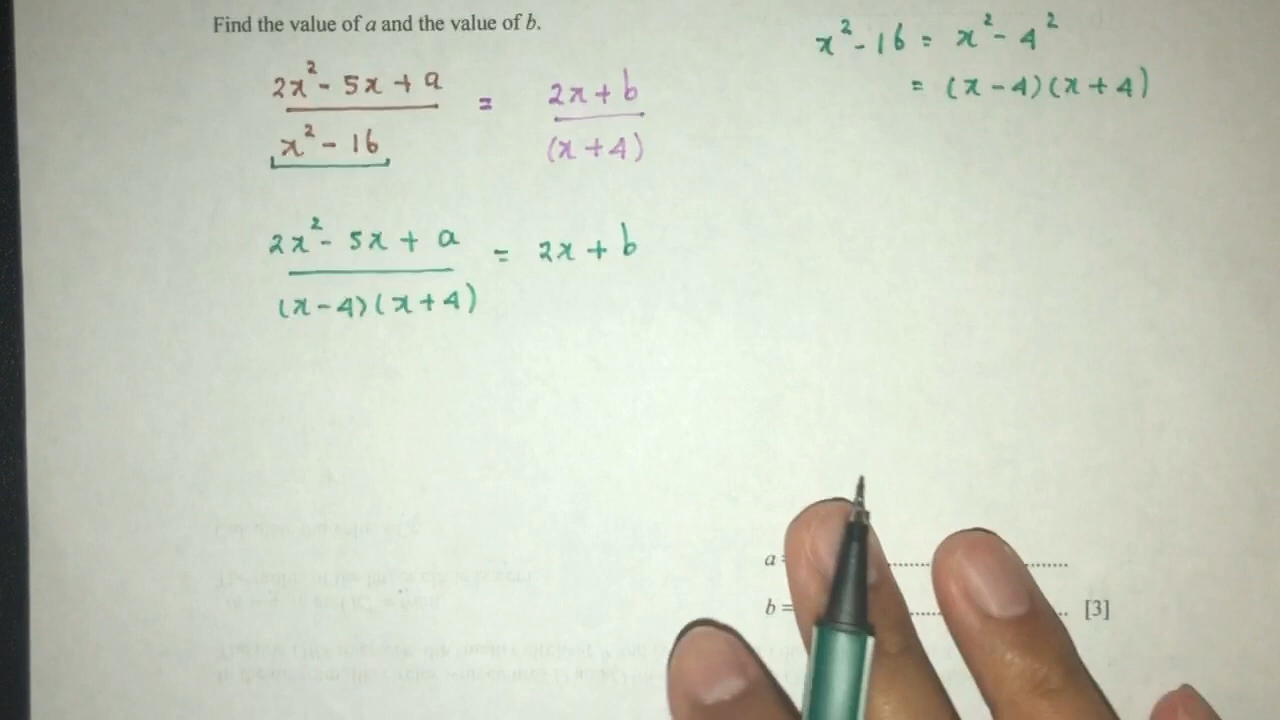 Find the value of a and the value of b.
2x² - 5x + a / x² - 16 = 2x + b / (x + 4)
x² - 16 = x² - 4²
= (x - 4)(x + 4)
2x² - 5x + a / (x - 4)(x + 4) = 2x + b
a
b = [3]